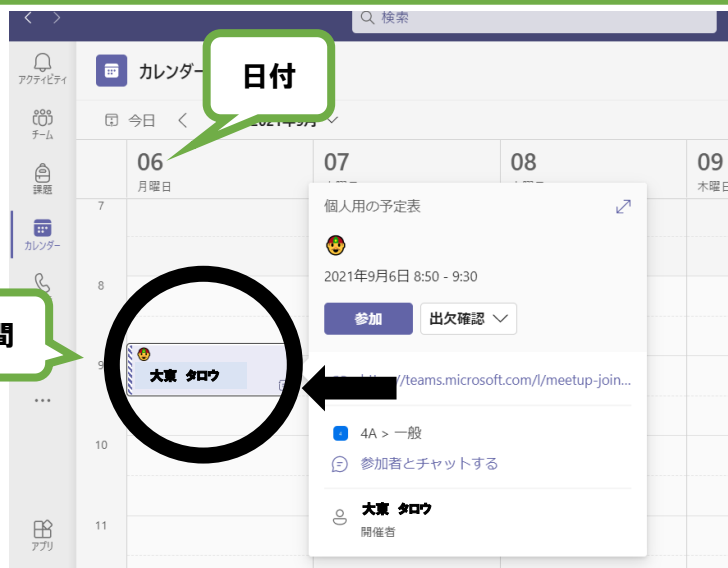 検索
アクティビティ
チーム
課題
カレンダー
アプリ
カレンダー
日付
今日
06
月曜日
07
08
09
木曜日
7
8
9
10
11
間
大東 タロウ
個人用の予定表
2021年9月6日 8:50 - 9:30
参加
出欠確認
//teams.microsoft.com/l/meetup-join...
4A > 一般
参加者とチャットする
大東 タロウ
開催者